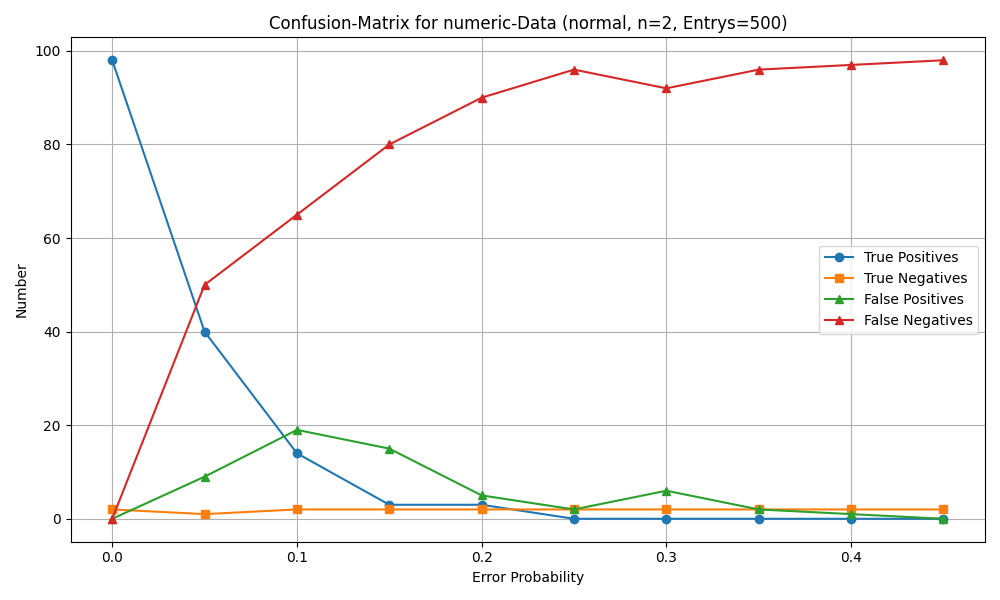 Confusion-Matrix for numeric-Data (normal, n=2, Entrys=500)
100
80
60
40
20
0
Number
True Positives
True Negatives
False Positives
False Negatives
0.0
0.1
0.2
0.3
0.4
Error Probability